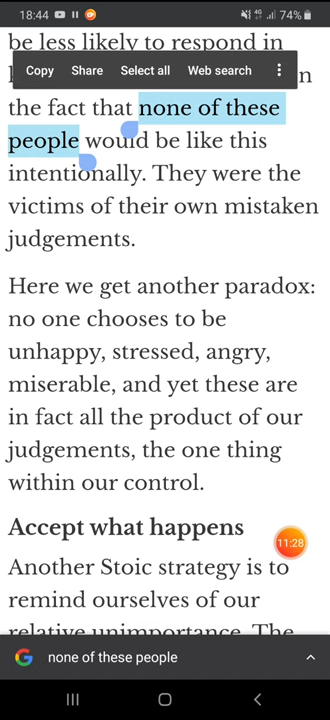 18:44
4G
74%
be less likely to respond in
Copy Share Select all Web search
n
the fact that none of these
people would be like this
intentionally. They were the
victims of their own mistaken
judgements.
Here we get another paradox:
no one chooses to be
unhappy, stressed, angry,
miserable, and yet these are
in fact all the product of our
judgements, the one thing
within our control.
Accept what happens
11:28
Another Stoic strategy is to
remind ourselves of our
relative unimportance. The
none of these people